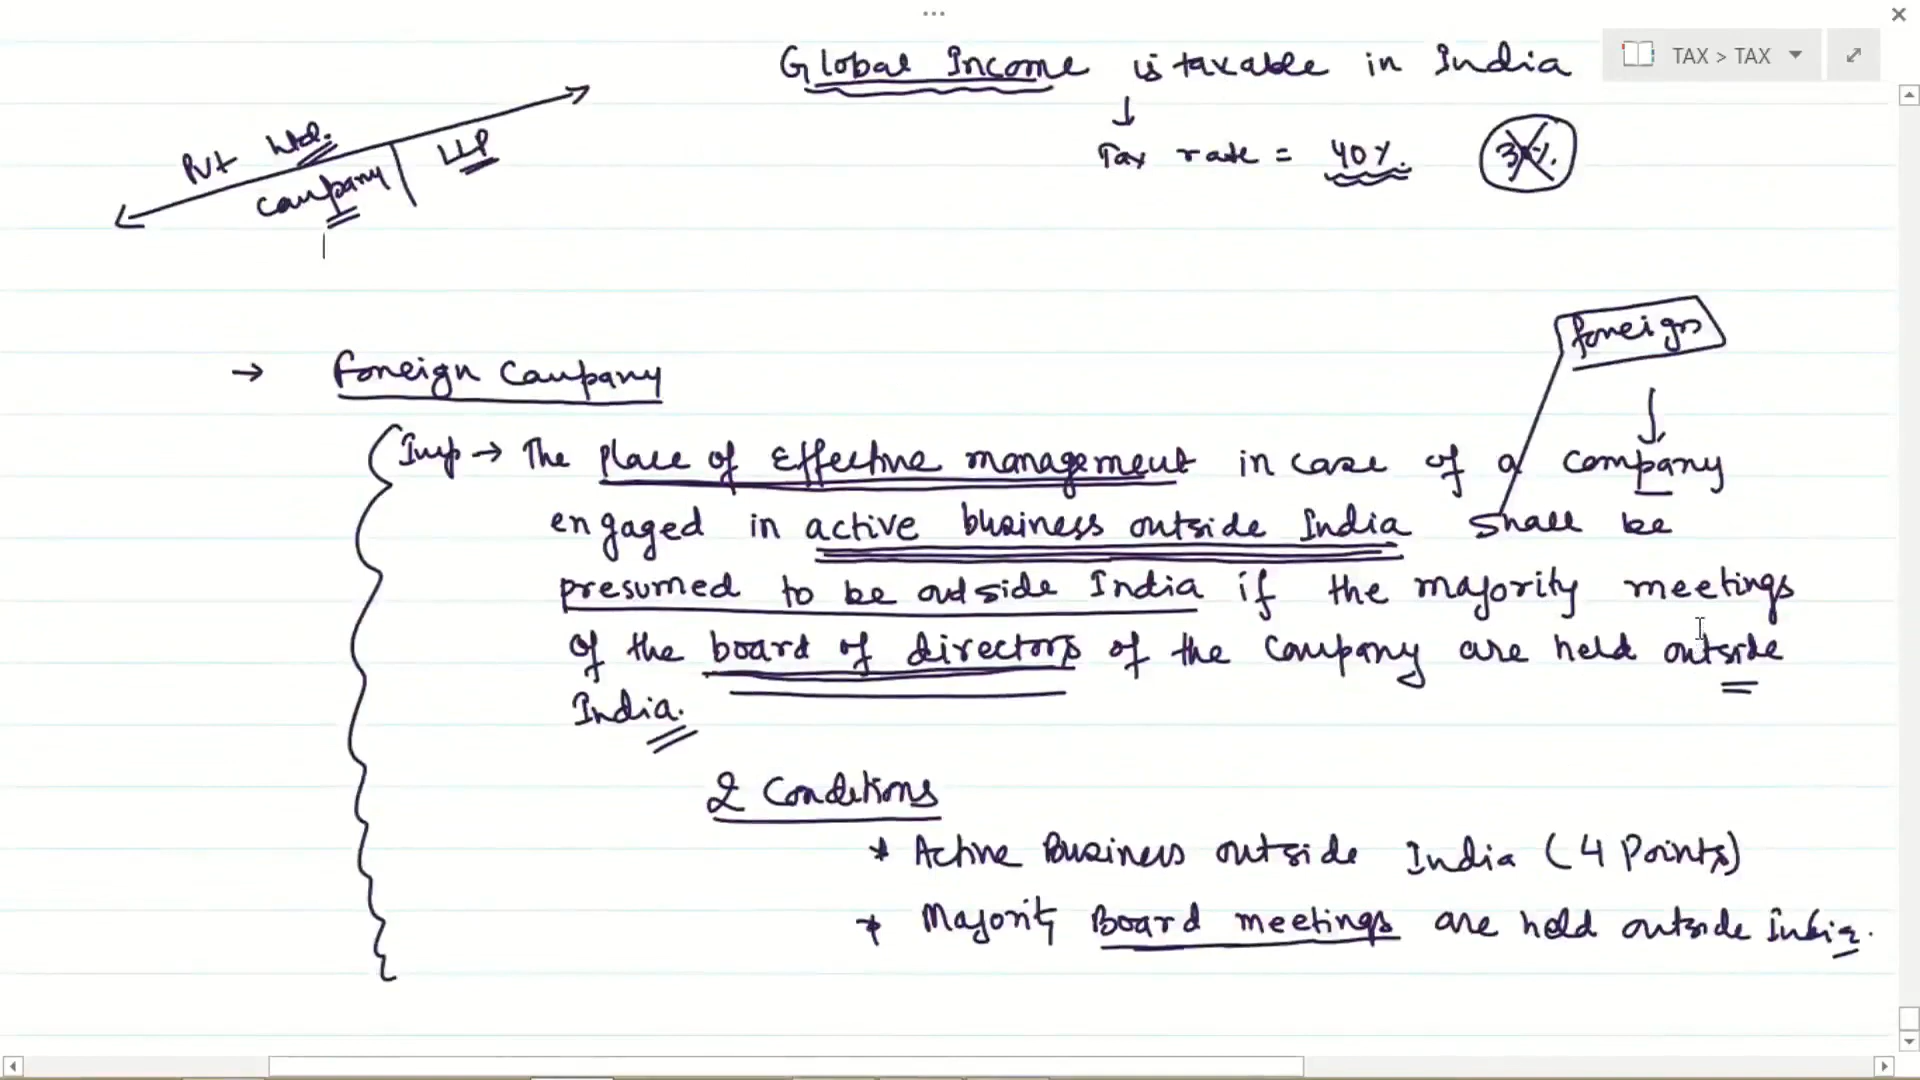 Global Income is taxable in India
TAX > TAX
Tax rate = 40%. 30%.
Pvt Ltd.
Company
LLP
foreign
→ Foreign Company
Imp → The place of Effective management in case of a company
engaged in active business outside India shall be
presumed to be outside India if the majority meetings
of the board of directors of the company are held outside
India.
2 Conditions
* Active Business outside India (4 Points)
* Majority Board meetings are held outside India.